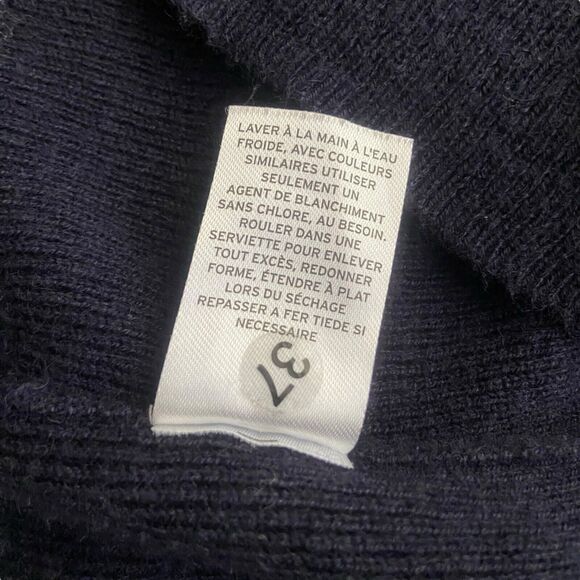 LAVER À LA MAIN À L'EAU
FROIDE, AVEC COULEURS
SIMILAIRES UTILISER
SEULEMENT UN
AGENT DE BLANCHIMENT
SANS CHLORE, AU BESOIN.
ROULER DANS UNE
SERVIETTE POUR ENLEVER
TOUT EXCÈS, REDONNER
FORME, ÉTENDRE À PLAT
LORS DU SÉCHAGE
REPASSER A FER TIEDE SI
NECESSAIRE
37